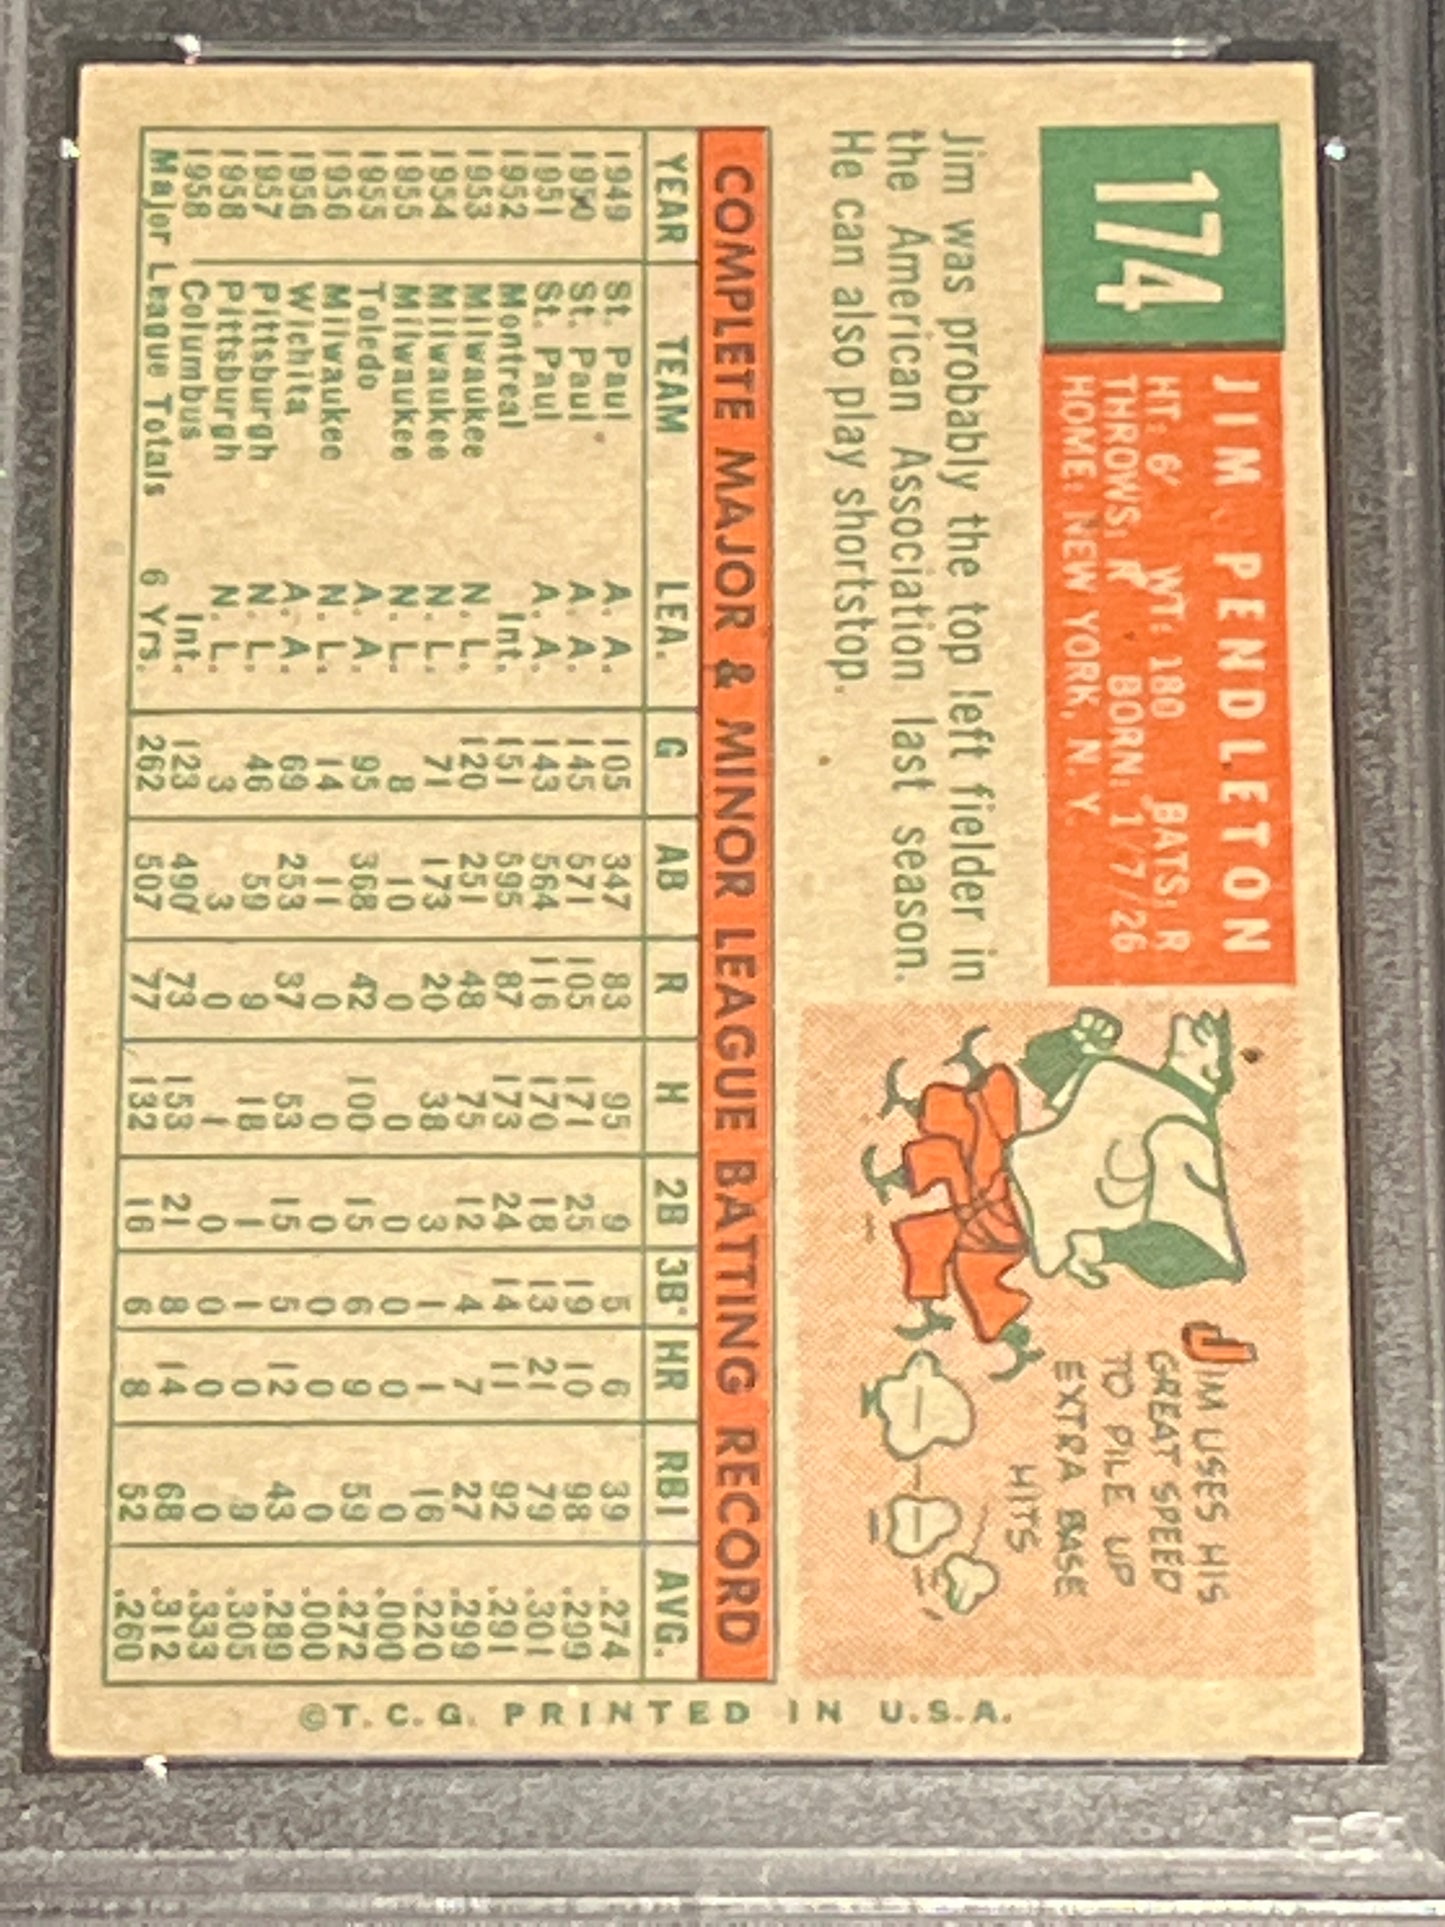 174
JIM PENDLETON
HT: 6' WT: 180 BATS: R
THROWS: R BORN: 1/7/26
HOME: NEW YORK, N. Y.
Jim was probably the top left fielder in
the American Association last season.
He can also play shortstop.
JIM USES HIS
GREAT SPEED
TO PILE UP
EXTRA BASE
HITS
COMPLETE MAJOR & MINOR LEAGUE BATTING RECORD
YEAR TEAM LEA. G AB R H 2B 3B HR RBI AVG.
1949 St. Paul A. A. 105 347 83 95 9 5 6 39 .274
1950 St. Paul A. A. 145 571 105 171 25 19 10 98 .299
1951 St. Paul A. A. 143 564 116 170 18 13 21 79 .301
1952 Montreal Int. 151 595 87 173 24 14 11 92 .291
1953 Milwaukee N. L. 120 251 48 75 12 4 7 27 .299
1954 Milwaukee N. L. 71 173 20 38 3 1 1 16 .220
1955 Milwaukee N. L. 8 10 0 0 0 0 0 0 .000
1955 Toledo A. A. 95 368 42 100 15 6 9 59 .272
1956 Milwaukee N. L. 14 11 0 0 0 0 0 0 .000
1956 Wichita A. A. 69 253 37 53 15 5 12 43 .289
1957 Pittsburgh N. L. 46 59 9 18 1 1 0 9 .305
1958 Pittsburgh N. L. 3 3 0 1 0 0 0 0 .333
1958 Columbus Int. 123 490 73 153 21 8 14 68 .312
Major League Totals 6 Yrs. 262 507 77 132 16 6 8 52 .260
©T. C. G. PRINTED IN U.S.A.